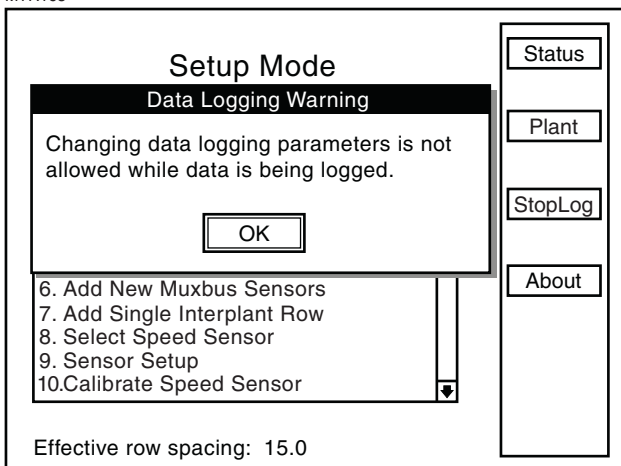 Setup Mode
Data Logging Warning
Changing data logging parameters is not
allowed while data is being logged.
OK
6. Add New Muxbus Sensors
7. Add Single Interplant Row
8. Select Speed Sensor
9. Sensor Setup
10.Calibrate Speed Sensor
Effective row spacing: 15.0
Status
Plant
StopLog
About